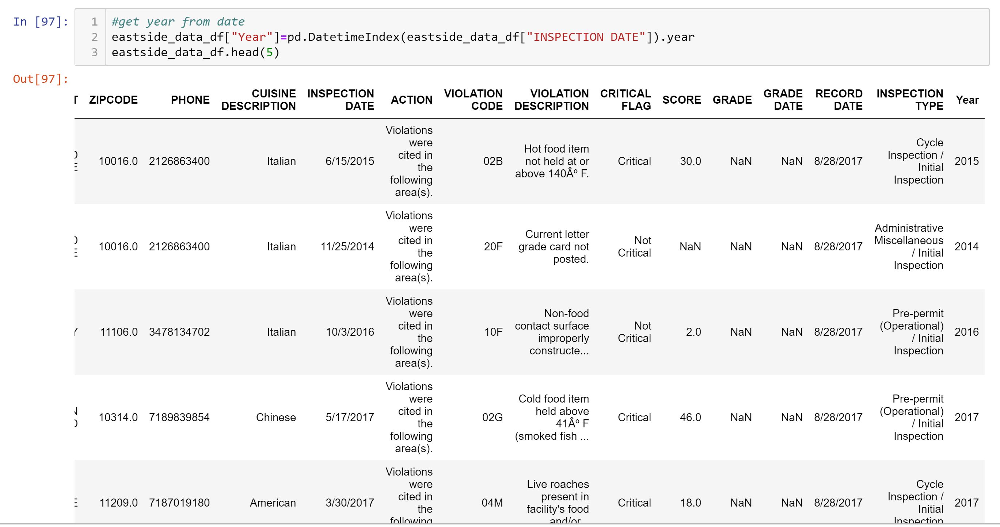 In [97]:
1 #get year from date
2 eastside_data_df["Year"]=pd.DatetimeIndex(eastside_data_df["INSPECTION DATE"]).year
3 eastside_data_df.head(5)
Out[97]:
T ZIPCODE PHONE CUISINE DESCRIPTION INSPECTION DATE ACTION VIOLATION CODE VIOLATION DESCRIPTION CRITICAL FLAG SCORE GRADE GRADE DATE RECORD DATE INSPECTION TYPE Year
10016.0 2126863400 Italian 6/15/2015 Violations were cited in the following area(s). 02B Hot food item not held at or above 140Âº F. Critical 30.0 NaN NaN 8/28/2017 Cycle Inspection / Initial Inspection 2015
10016.0 2126863400 Italian 11/25/2014 Violations were cited in the following area(s). 20F Current letter grade card not posted. Not Critical NaN NaN NaN 8/28/2017 Administrative Miscellaneous / Initial Inspection 2014
11106.0 3478134702 Italian 10/3/2016 Violations were cited in the following area(s). 10F Non-food contact surface improperly constructe... Not Critical 2.0 NaN NaN 8/28/2017 Pre-permit (Operational) / Initial Inspection 2016
10314.0 7189839854 Chinese 5/17/2017 Violations were cited in the following area(s). 02G Cold food item held above 41Âº F (smoked fish ... Critical 46.0 NaN NaN 8/28/2017 Pre-permit (Operational) / Initial Inspection 2017
11209.0 7187019180 American 3/30/2017 Violations were cited in the following 04M Live roaches present in facility's food and/or Critical 18.0 NaN NaN 8/28/2017 Cycle Inspection / Initial Inspection 2017